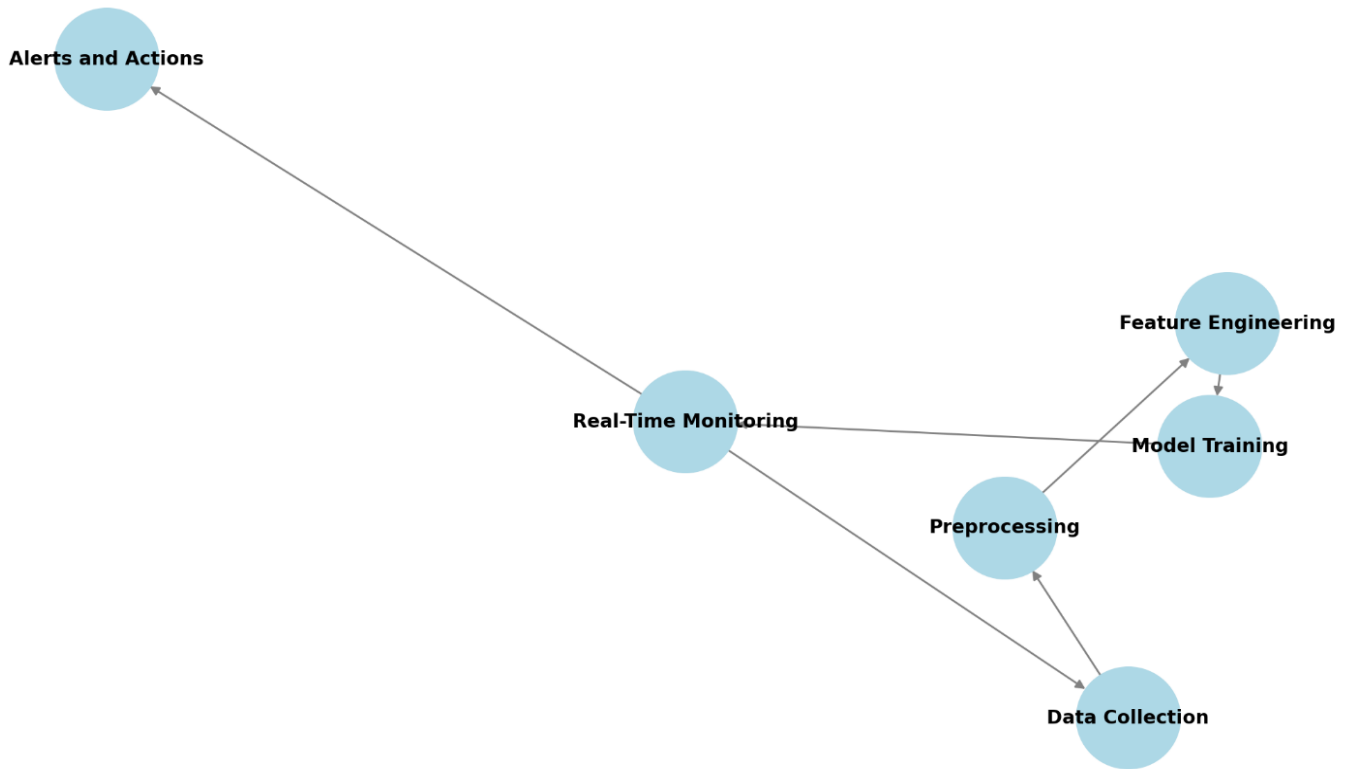 Alerts and Actions
Feature Engineering
Real-Time Monitoring
Model Training
Preprocessing
Data Collection